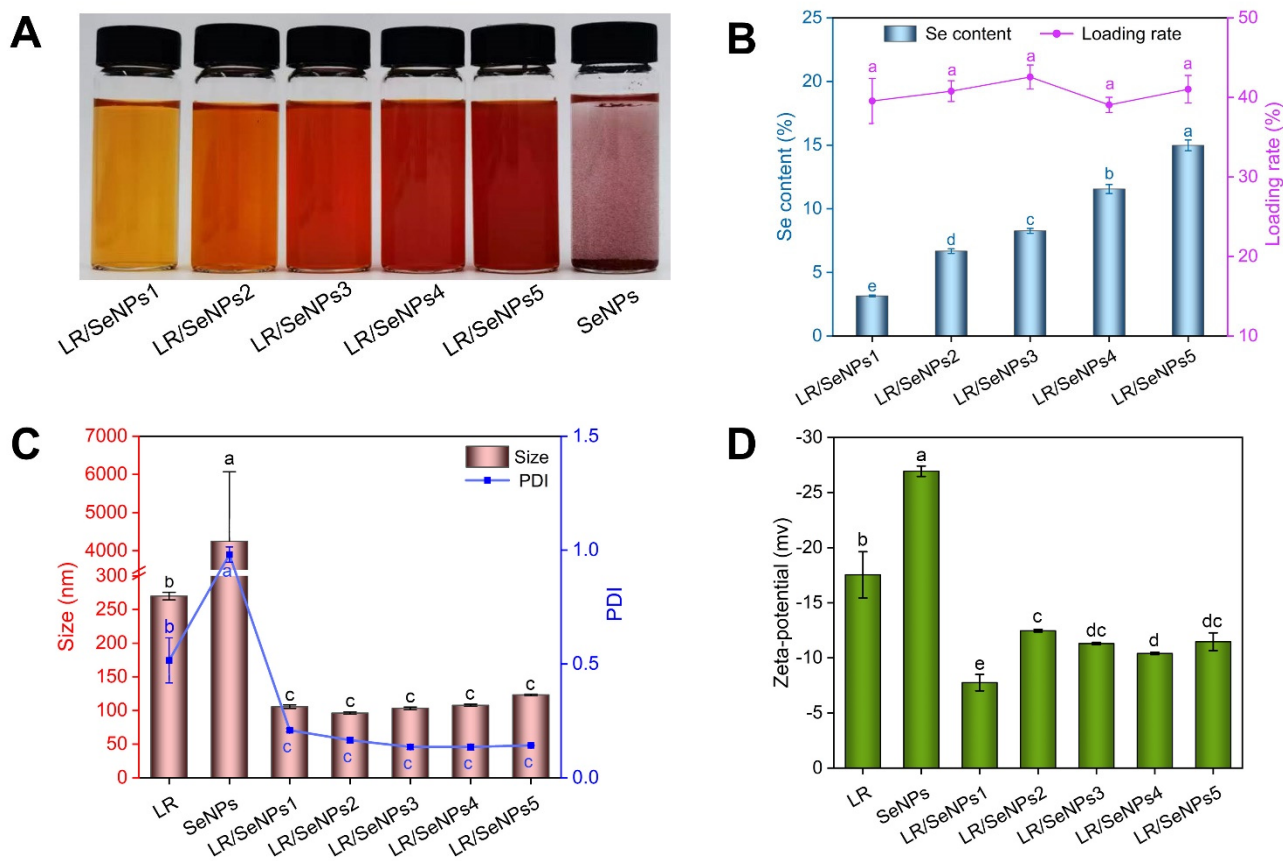 A
LR/SeNPs1
LR/SeNPs2
LR/SeNPs3
LR/SeNPs4
LR/SeNPs5
SeNPs
B
Se content
Loading rate
Se content (%)
25
20
15
10
5
0
Loading rate (%)
50
40
30
20
10
a
a
a
a
a
e
d
c
b
a
LR/SeNPs1
LR/SeNPs2
LR/SeNPs3
LR/SeNPs4
LR/SeNPs5
C
Size
PDI
Size (nm)
7000
6000
5000
4000
300
250
200
150
100
50
0
PDI
1.5
1.0
0.5
0.0
b
a
c
c
c
c
c
b
a
c
c
c
c
c
LR
SeNPs
LR/SeNPs1
LR/SeNPs2
LR/SeNPs3
LR/SeNPs4
LR/SeNPs5
D
Zeta-potential (mv)
-30
-25
-20
-15
-10
-5
0
b
a
e
c
dc
d
dc
LR
SeNPs
LR/SeNPs1
LR/SeNPs2
LR/SeNPs3
LR/SeNPs4
LR/SeNPs5